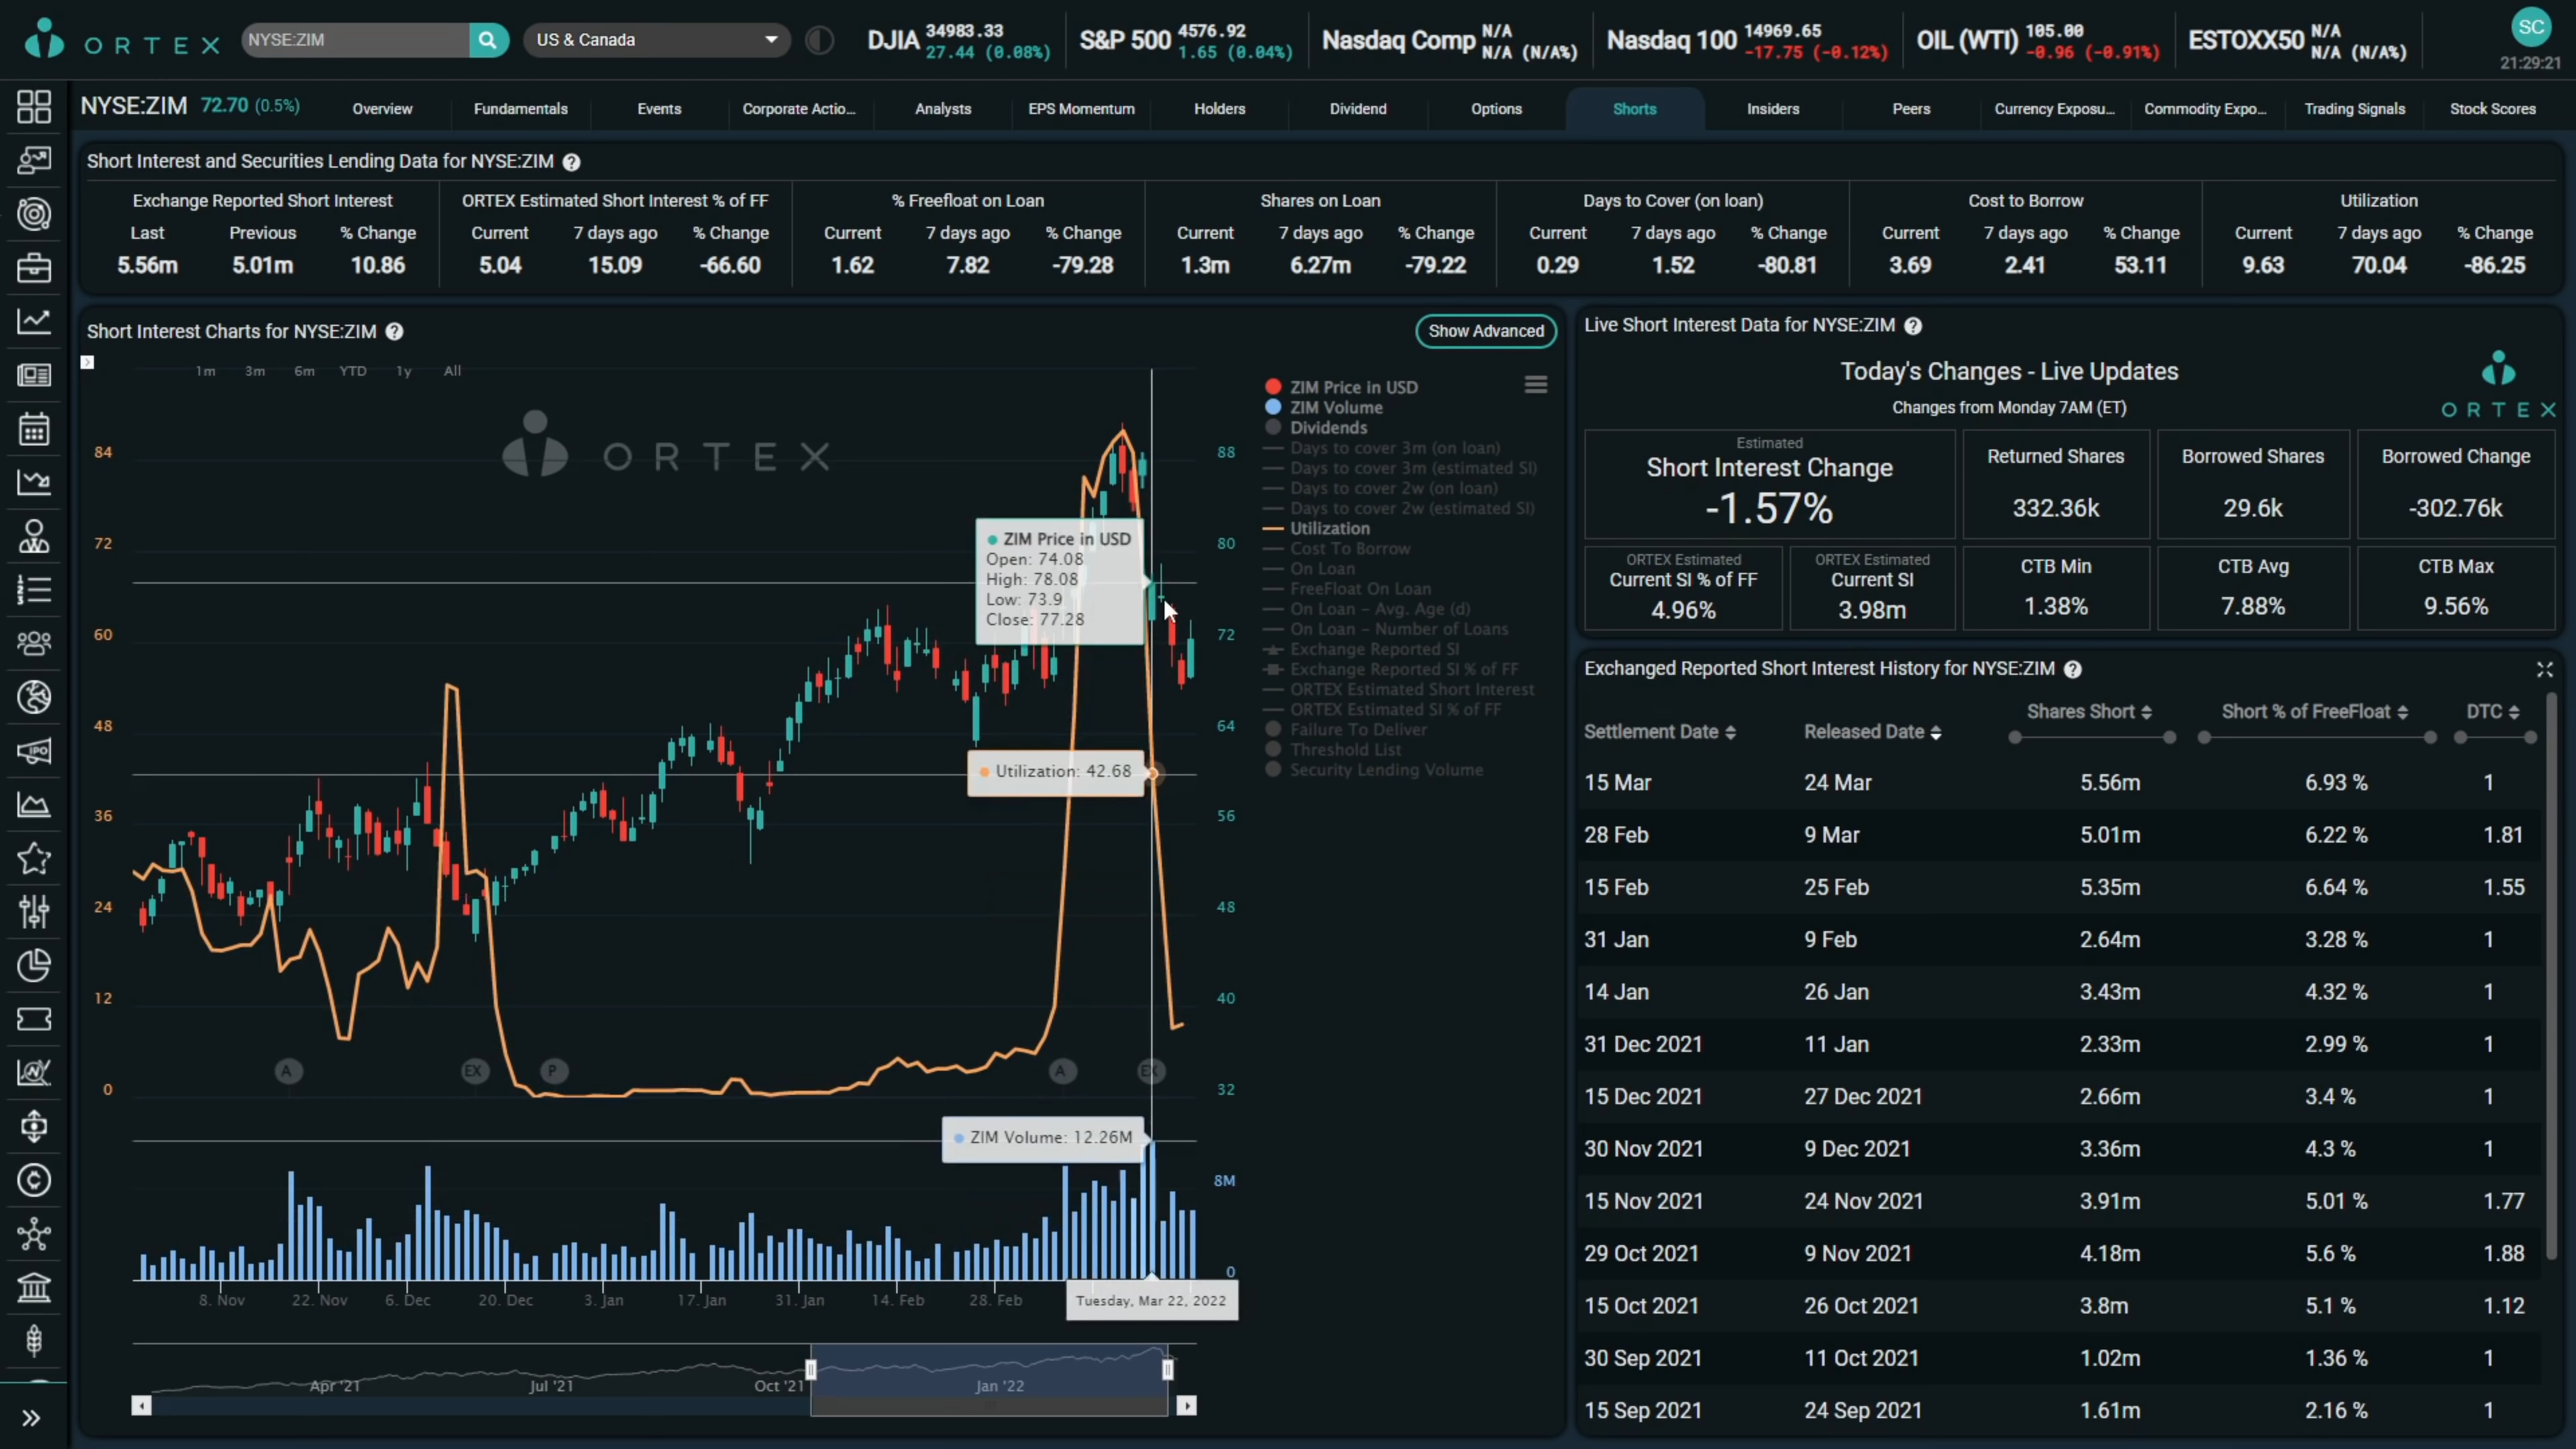 ORTEX
NYSE:ZIM
US & Canada
DJIA 34983.33 27.44 (0.08%)
S&P 500 4576.92 1.65 (0.04%)
Nasdaq Comp N/A N/A (N/A%)
Nasdaq 100 14969.65 -17.75 (-0.12%)
OIL (WTI) 105.00 -0.96 (-0.91%)
ESTOXX50 N/A N/A (N/A%)
SC
21:29:21
NYSE:ZIM 72.70 (0.5%)
Overview Fundamentals Events Corporate Actio... Analysts EPS Momentum Holders Dividend Options Shorts Insiders Peers Currency Exposu... Commodity Expo... Trading Signals Stock Scores
Short Interest and Securities Lending Data for NYSE:ZIM ?
Exchange Reported Short Interest
Last Previous % Change
5.56m 5.01m 10.86
ORTEX Estimated Short Interest % of FF
Current 7 days ago % Change
5.04 15.09 -66.60
% Freefloat on Loan
Current 7 days ago % Change
1.62 7.82 -79.28
Shares on Loan
Current 7 days ago % Change
1.3m 6.27m -79.22
Days to Cover (on loan)
Current 7 days ago % Change
0.29 1.52 -80.81
Cost to Borrow
Current 7 days ago % Change
3.69 2.41 53.11
Utilization
Current 7 days ago % Change
9.63 70.04 -86.25
Short Interest Charts for NYSE:ZIM ?
Show Advanced
1m 3m 6m YTD 1y All
ORTEX
84
72
60
48
36
24
12
0
88
80
72
64
56
48
40
32
8M
0
ZIM Price in USD
Open: 74.08
High: 78.08
Low: 73.9
Close: 77.28
Utilization: 42.68
A EX P A EX
ZIM Volume: 12.26M
8. Nov 22. Nov 6. Dec 20. Dec 3. Jan 17. Jan 31. Jan 14. Feb 28. Feb
Tuesday, Mar 22, 2022
Apr '21 Jul '21 Oct '21 Jan '22
ZIM Price in USD
ZIM Volume
Dividends
Days to cover 3m (on loan)
Days to cover 3m (estimated SI)
Days to cover 2w (on loan)
Days to cover 2w (estimated SI)
Utilization
Cost To Borrow
On Loan
FreeFloat On Loan
On Loan - Avg. Age (d)
On Loan - Number of Loans
Exchange Reported SI
Exchange Reported SI % of FF
ORTEX Estimated Short Interest
ORTEX Estimated SI % of FF
Failure To Deliver
Threshold List
Security Lending Volume
Live Short Interest Data for NYSE:ZIM ?
Today's Changes - Live Updates
Changes from Monday 7AM (ET)
ORTEX
Estimated
Short Interest Change
-1.57%
Returned Shares
332.36k
Borrowed Shares
29.6k
Borrowed Change
-302.76k
ORTEX Estimated
Current SI % of FF
4.96%
ORTEX Estimated
Current SI
3.98m
CTB Min
1.38%
CTB Avg
7.88%
CTB Max
9.56%
Exchanged Reported Short Interest History for NYSE:ZIM ?
Settlement Date Released Date Shares Short Short % of FreeFloat DTC
15 Mar 24 Mar 5.56m 6.93 % 1
28 Feb 9 Mar 5.01m 6.22 % 1.81
15 Feb 25 Feb 5.35m 6.64 % 1.55
31 Jan 9 Feb 2.64m 3.28 % 1
14 Jan 26 Jan 3.43m 4.32 % 1
31 Dec 2021 11 Jan 2.33m 2.99 % 1
15 Dec 2021 27 Dec 2021 2.66m 3.4 % 1
30 Nov 2021 9 Dec 2021 3.36m 4.3 % 1
15 Nov 2021 24 Nov 2021 3.91m 5.01 % 1.77
29 Oct 2021 9 Nov 2021 4.18m 5.6 % 1.88
15 Oct 2021 26 Oct 2021 3.8m 5.1 % 1.12
30 Sep 2021 11 Oct 2021 1.02m 1.36 % 1
15 Sep 2021 24 Sep 2021 1.61m 2.16 % 1
IPO